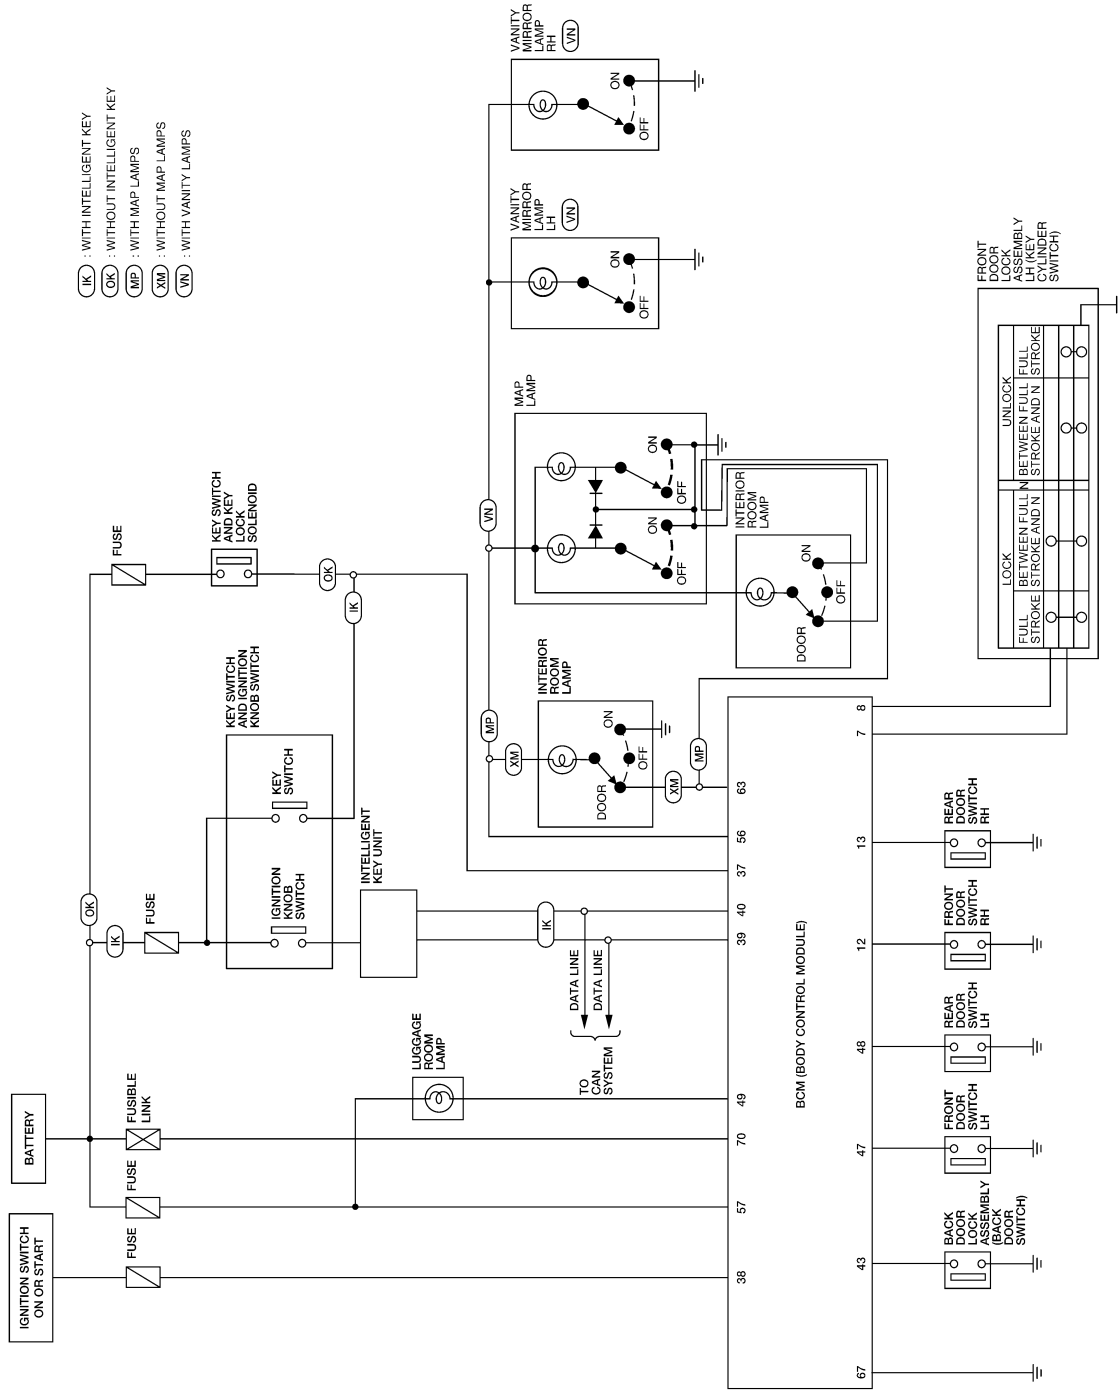 IGNITION SWITCH
ON OR START
BATTERY
IK : WITH INTELLIGENT KEY
OK : WITHOUT INTELLIGENT KEY
MP : WITH MAP LAMPS
XM : WITHOUT MAP LAMPS
VN : WITH VANITY LAMPS
OK
IK
FUSE
FUSE
FUSIBLE
LINK
FUSE
FUSE
KEY SWITCH
AND IGNITION
KNOB SWITCH
IGNITION
KNOB
SWITCH
KEY
SWITCH
KEY SWITCH
AND KEY
LOCK
SOLENOID
OK
IK
INTELLIGENT
KEY UNIT
LUGGAGE
ROOM
LAMP
MP
VN
VANITY
MIRROR
LAMP
LH
VN
ON
OFF
VANITY
MIRROR
LAMP
RH
VN
ON
OFF
MAP
LAMP
ON
OFF
ON
OFF
INTERIOR
ROOM
LAMP
XM
DOOR
ON
OFF
IK
DATA LINE
DATA LINE
TO
CAN
SYSTEM
XM
MP
INTERIOR
ROOM
LAMP
DOOR
ON
OFF
38
57
70
49
39
40
37
56
63
BCM (BODY CONTROL MODULE)
67
43
47
48
12
13
7
8
BACK
DOOR
LOCK
ASSEMBLY
(BACK
DOOR
SWITCH)
FRONT
DOOR
SWITCH
LH
REAR
DOOR
SWITCH
LH
FRONT
DOOR
SWITCH
RH
REAR
DOOR
SWITCH
RH
FRONT
DOOR
LOCK
ASSEMBLY
LH (KEY
CYLINDER
SWITCH)
LOCK
UNLOCK
FULL
STROKE
BETWEEN FULL
STROKE AND N
N
BETWEEN FULL
STROKE AND N
FULL
STROKE